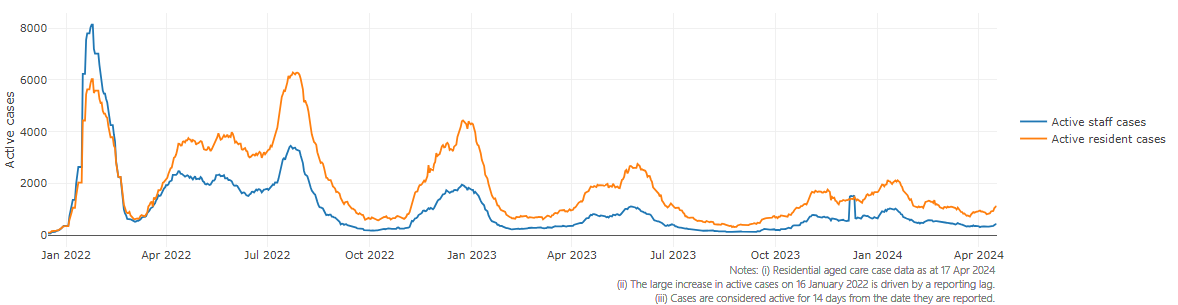 Active cases
8000
6000
4000
2000
0
Jan 2022 Apr 2022 Jul 2022 Oct 2022 Jan 2023 Apr 2023 Jul 2023 Oct 2023 Jan 2024 Apr 2024
Active staff cases
Active resident cases
Notes: (i) Residential aged care case data as at 17 Apr 2024
(ii) The large increase in active cases on 16 January 2022 is driven by a reporting lag.
(iii) Cases are considered active for 14 days from the date they are reported.